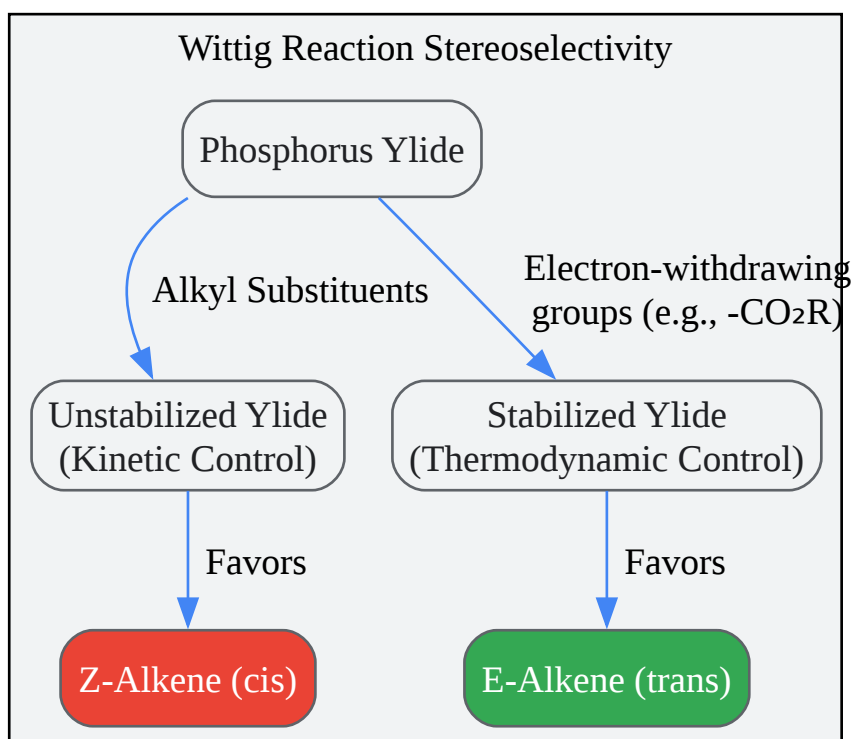 Wittig Reaction Stereoselectivity
Phosphorus Ylide
Alkyl Substituents
Electron-withdrawing
groups (e.g., -CO₂R)
Unstabilized Ylide
(Kinetic Control)
Stabilized Ylide
(Thermodynamic Control)
Favors
Favors
Z-Alkene (cis)
E-Alkene (trans)